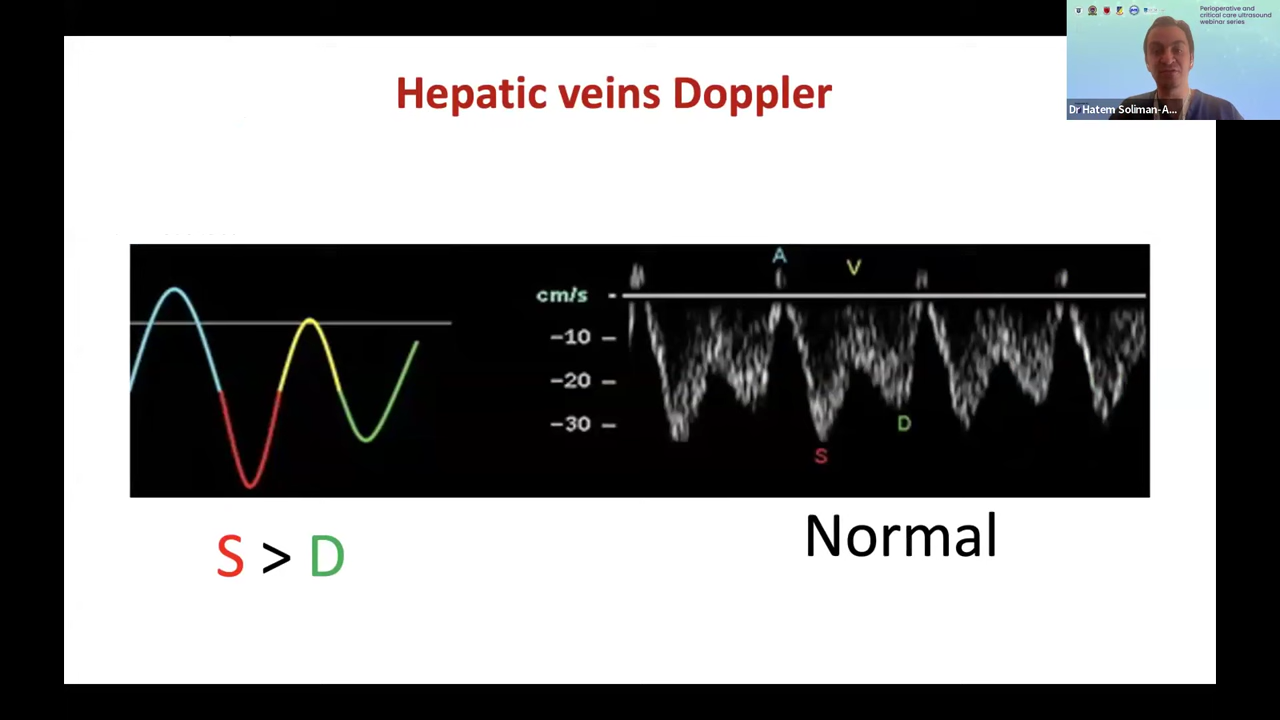 Perioperative and
critical care ultrasound
webinar series
Dr Hatem Soliman-A...
Hepatic veins Doppler
A
V
cm/s
-10
-20
-30
D
S
S > D
Normal